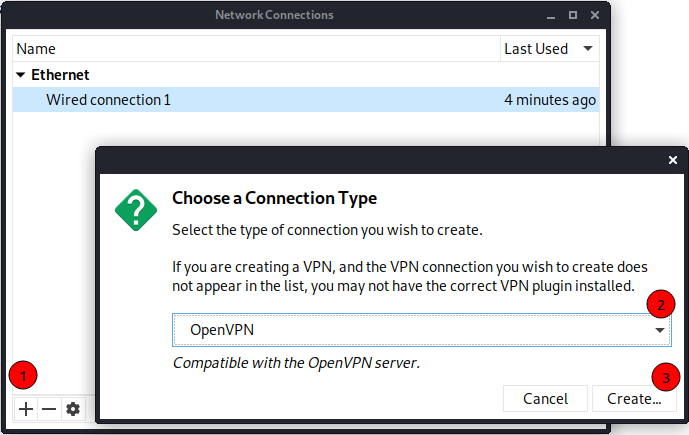 Network Connections
Name
Last Used
Ethernet
Wired connection 1
4 minutes ago
Choose a Connection Type
Select the type of connection you wish to create.
If you are creating a VPN, and the VPN connection you wish to create does
not appear in the list, you may not have the correct VPN plugin installed.
2
OpenVPN
Compatible with the OpenVPN server.
1
3
Cancel
Create...